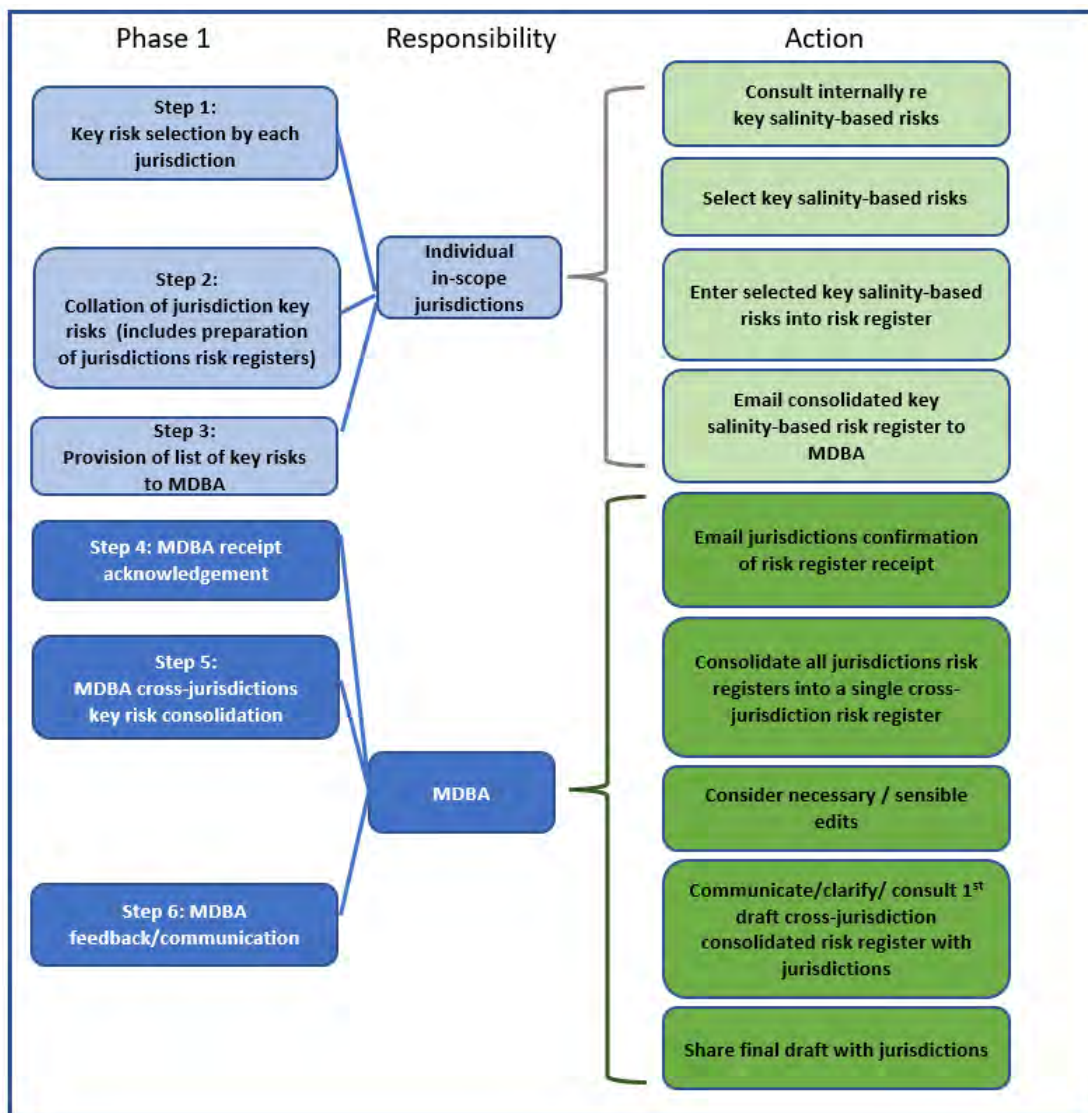 Phase 1
Responsibility
Action
Step 1:
Key risk selection by each
jurisdiction
Step 2:
Collation of jurisdiction key
risks (includes preparation
of jurisdictions risk registers)
Step 3:
Provision of list of key risks
to MDBA
Individual
in-scope
jurisdictions
Consult internally re
key salinity-based risks
Select key salinity-based risks
Enter selected key salinity-based
risks into risk register
Email consolidated key
salinity-based risk register to
MDBA
Step 4: MDBA receipt
acknowledgement
Step 5:
MDBA cross-jurisdictions
key risk consolidation
Step 6: MDBA
feedback/communication
MDBA
Email jurisdictions confirmation
of risk register receipt
Consolidate all jurisdictions risk
registers into a single cross-
jurisdiction risk register
Consider necessary / sensible
edits
Communicate/clarify/ consult 1st
draft cross-jurisdiction
consolidated risk register with
jurisdictions
Share final draft with jurisdictions